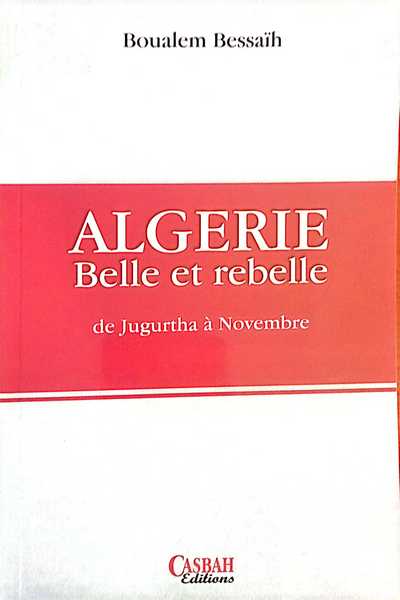 Boualem Bessaïh
ALGERIE
Belle et rebelle
de Jugurtha à Novembre
CASBAH
Editions